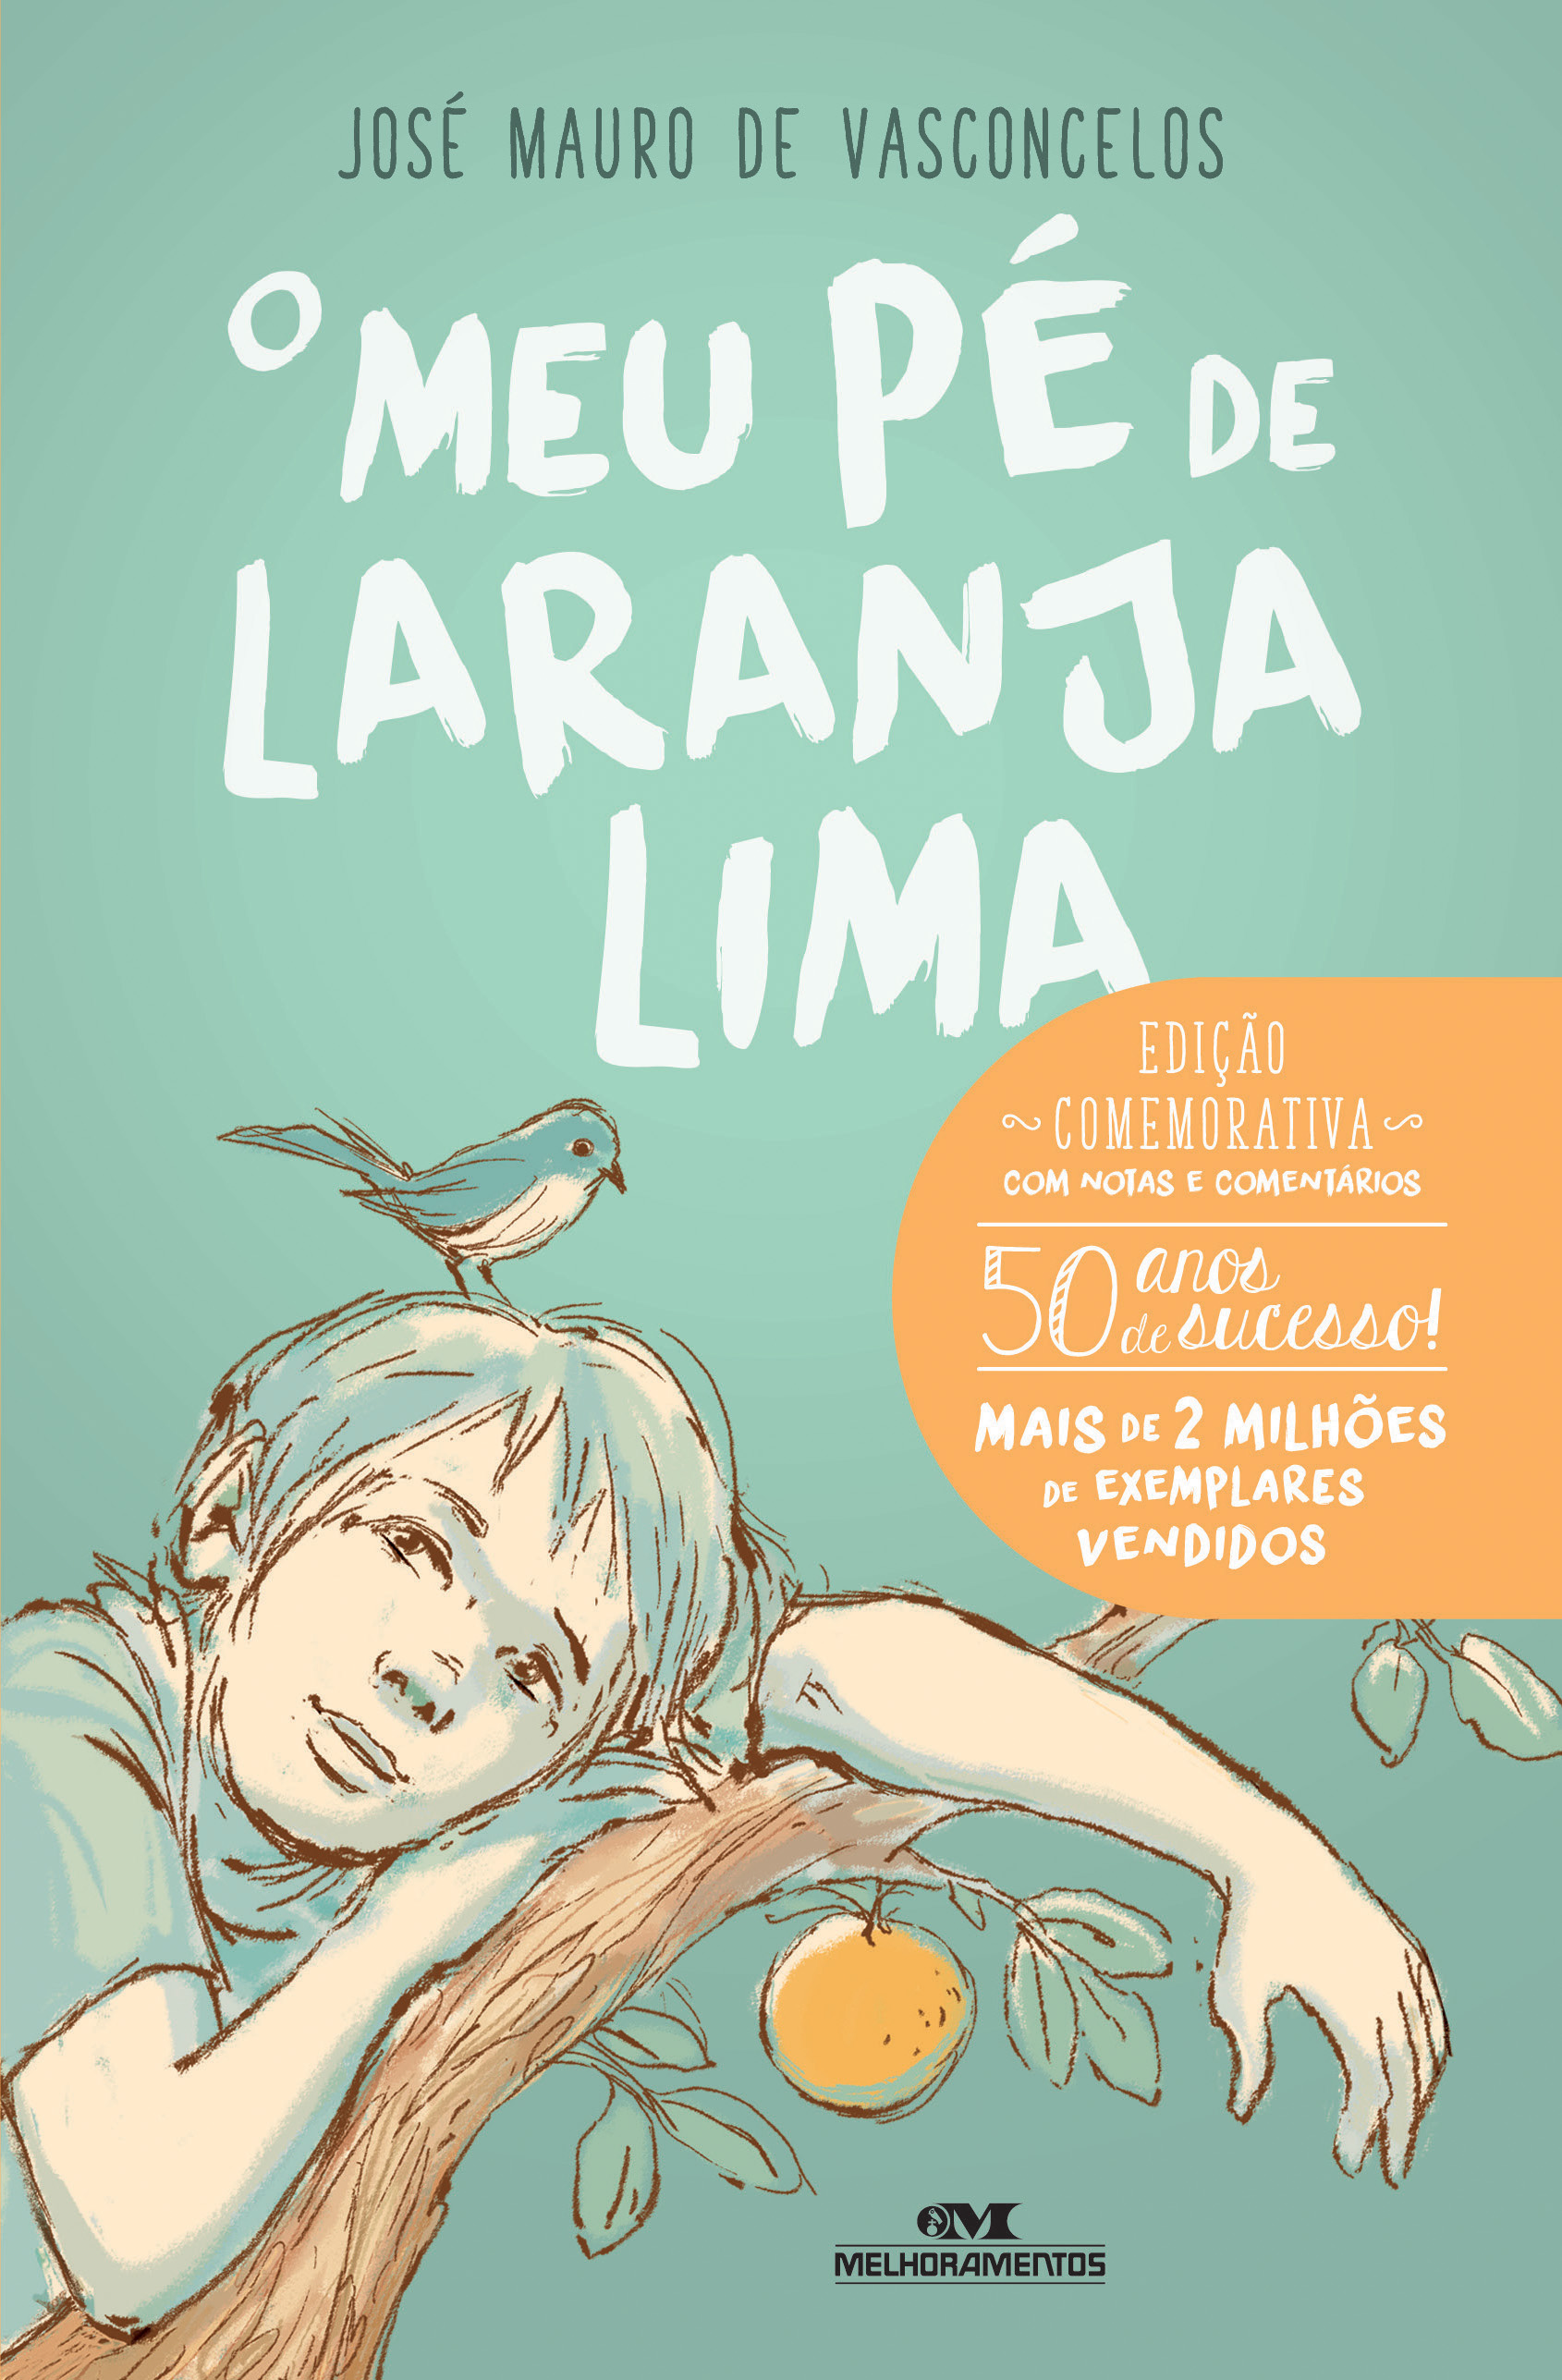 JOSÉ MAURO DE VASCONCELOS
O MEU PÉ DE
LARANJA
LIMA
EDIÇÃO
COMEMORATIVA
COM NOTAS E COMENTÁRIOS
50 anos
de sucesso!
MAIS DE 2 MILHÕES
DE EXEMPLARES
VENDIDOS
MELHORAMENTOS